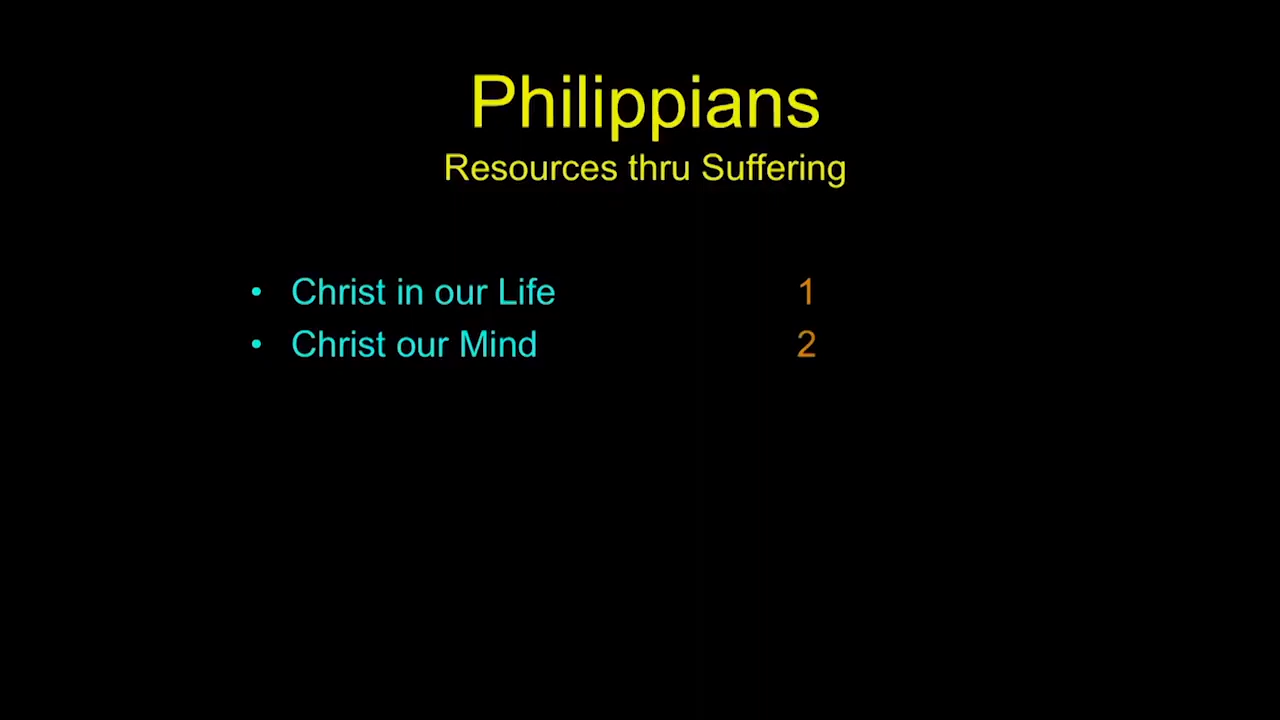 Philippians
Resources thru Suffering
• Christ in our Life 1
• Christ our Mind 2